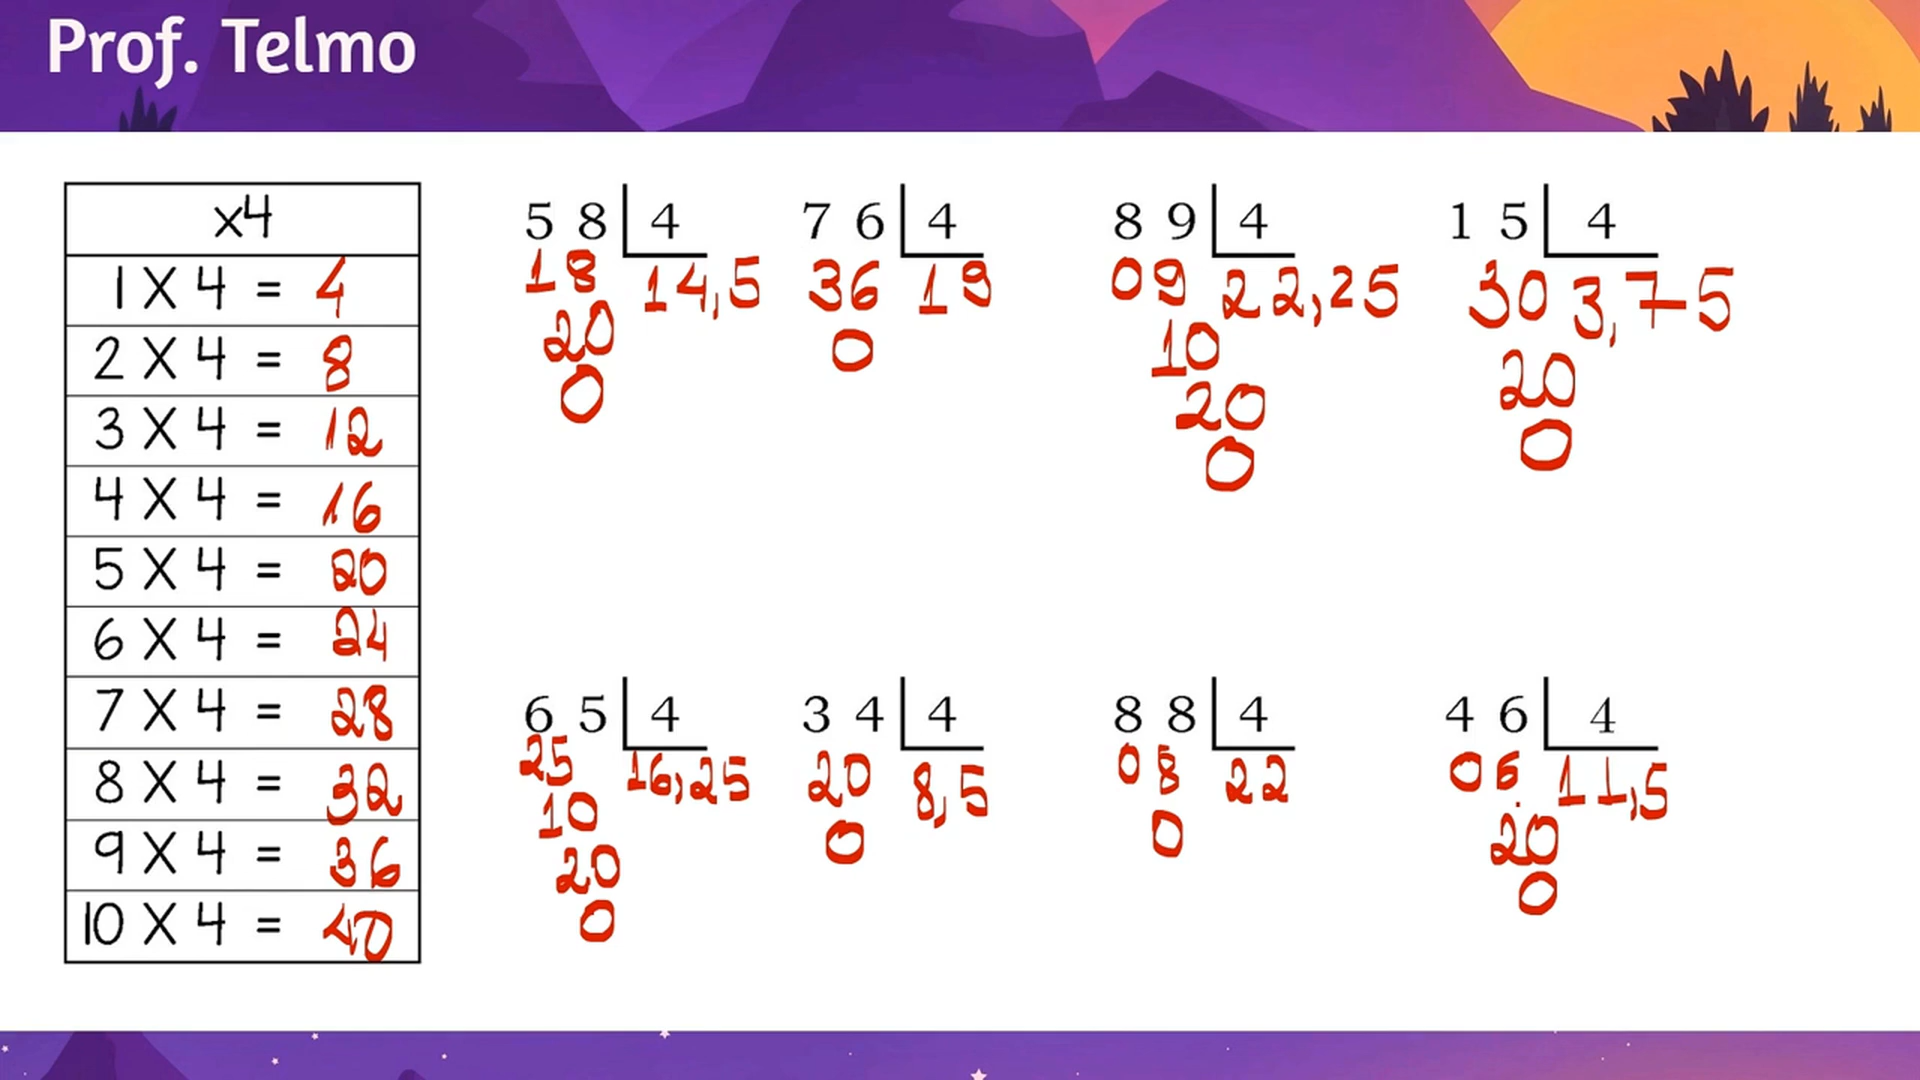 Prof. Telmo
x4
1 X 4 = 4
2 X 4 = 8
3 X 4 = 12
4 X 4 = 16
5 X 4 = 20
6 X 4 = 24
7 X 4 = 28
8 X 4 = 32
9 X 4 = 36
10 X 4 = 40
5 8 4
18 14,5
20
0
7 6 4
36 19
0
8 9 4
09 22,25
10
20
0
1 5 4
30 3,75
20
0
6 5 4
25 16,25
10
20
0
3 4 4
20 8,5
0
8 8 4
08 22
0
4 6 4
06 11,5
20
0